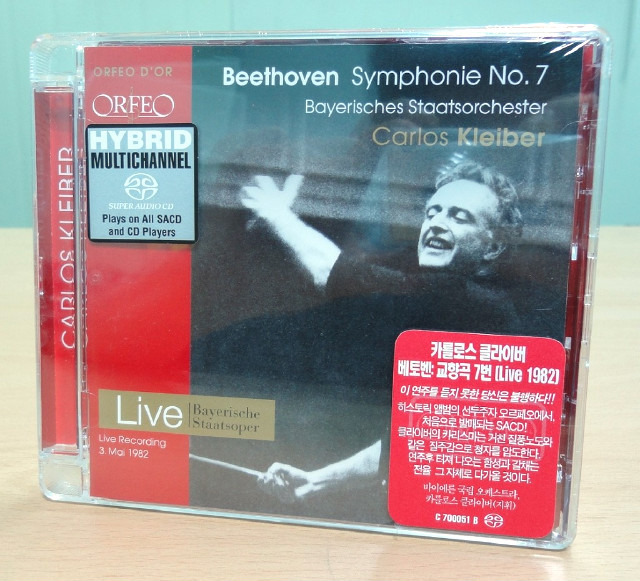 ORFEO D'OR
ORFEO
Beethoven Symphonie No. 7
Bayerisches Staatsorchester
Carlos Kleiber
HYBRID
MULTICHANNEL
SUPER AUDIO CD
Plays on All SACD
and CD Players
CARLOS KLEIBER
Live
Bayerische
Staatsoper
Live Recording
3. Mai 1982
카를로스 클라이버
베토벤: 교향곡 7번 (Live 1982)
이 연주를 듣지 못한 당신은 불행하다!!
히스토릭 앨범의 선두주자 오르페오에서,
처음으로 발매되는 SACD!
클라이버의 카리스마는 거친 질풍노도와
같은 질주감으로 청자를 압도한다.
연주후 터져 나오는 함성과 갈채는
전율 그 자체로 다가올 것이다.
바이에른 국립 오케스트라,
카를로스 클라이버(지휘)
C 700051 B